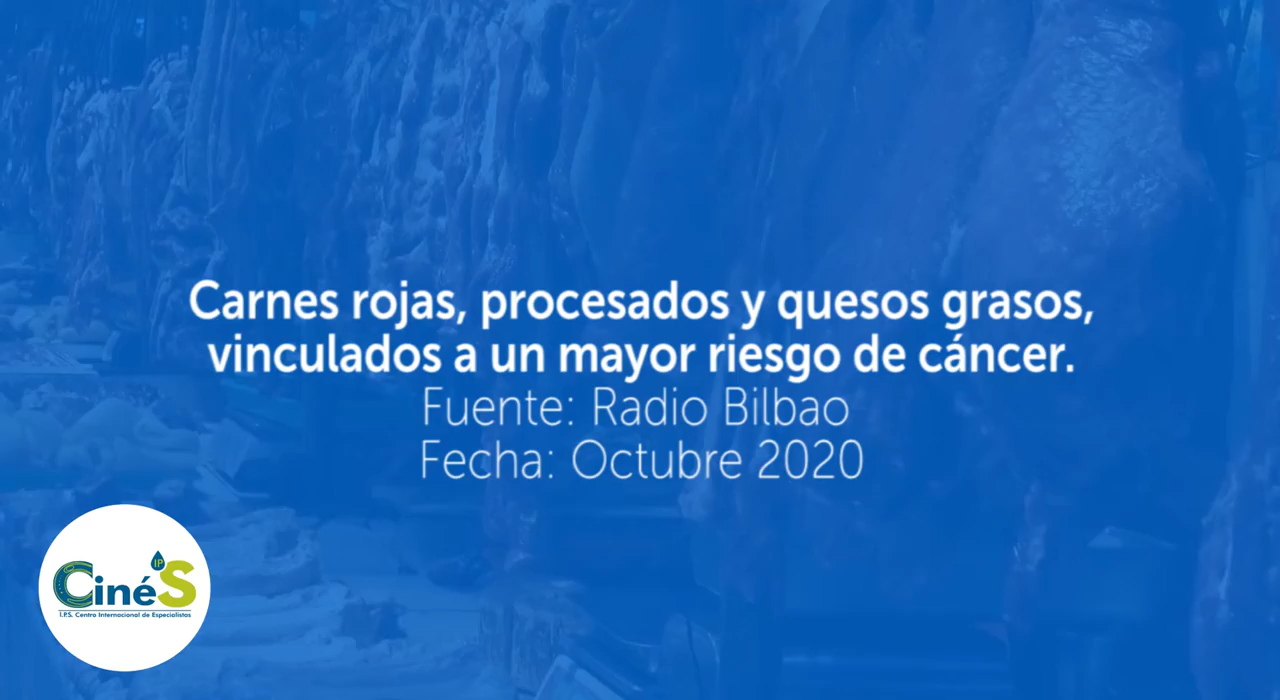 Carnes rojas, procesados y quesos grasos,
vinculados a un mayor riesgo de cáncer.
Fuente: Radio Bilbao
Fecha: Octubre 2020
IP
Ciné'S
I.P.S. Centro Internacional de Especialistas